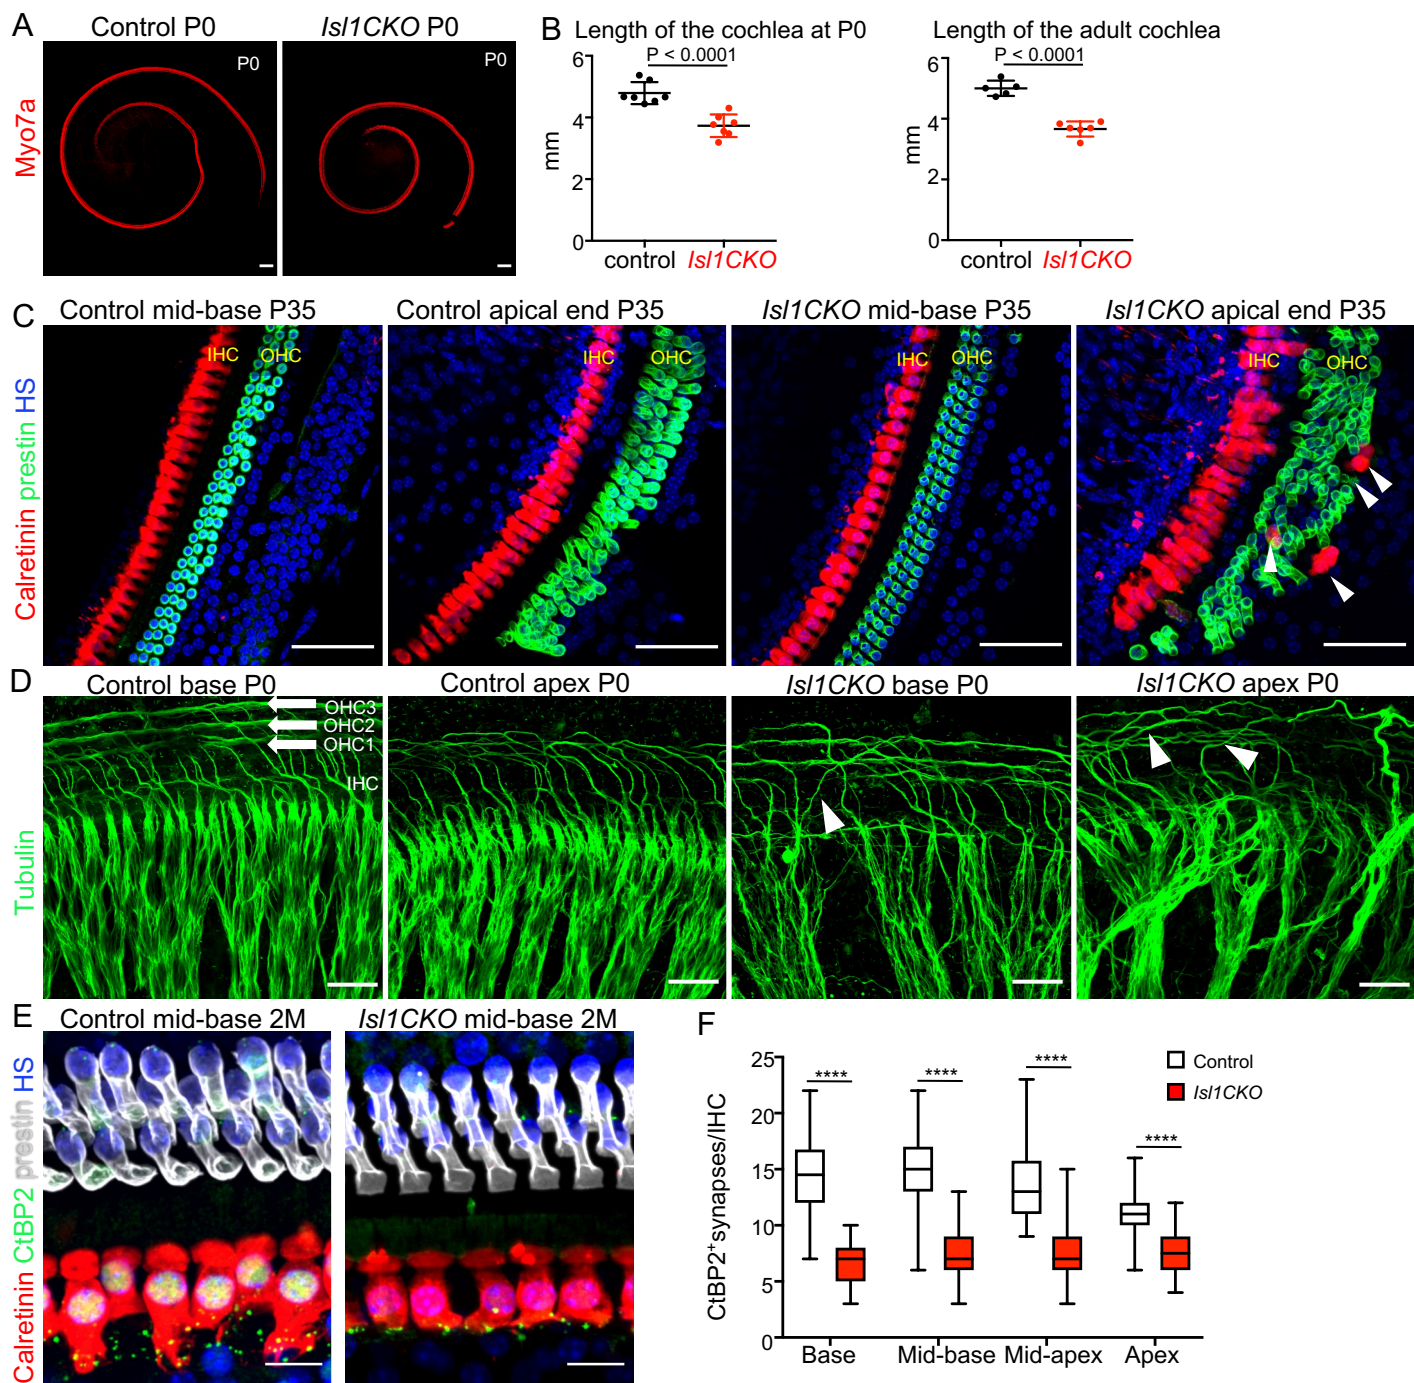 A Control P0 Isl1CKO P0
Myo7a
P0 P0
B Length of the cochlea at P0 Length of the adult cochlea
P < 0.0001 P < 0.0001
6
4
2
0
mm
control Isl1CKO
6
4
2
0
mm
control Isl1CKO
C Control mid-base P35 Control apical end P35 Isl1CKO mid-base P35 Isl1CKO apical end P35
Calretinin prestin HS
IHC OHC IHC OHC IHC OHC IHC OHC
D Control base P0 Control apex P0 Isl1CKO base P0 Isl1CKO apex P0
Tubulin
OHC3
OHC2
OHC1
IHC
E Control mid-base 2M Isl1CKO mid-base 2M
Calretinin CtBP2 prestin HS
F
Control
Isl1CKO
**** **** **** ****
CtBP2+synapses/IHC
25
20
15
10
5
0
Base Mid-base Mid-apex Apex